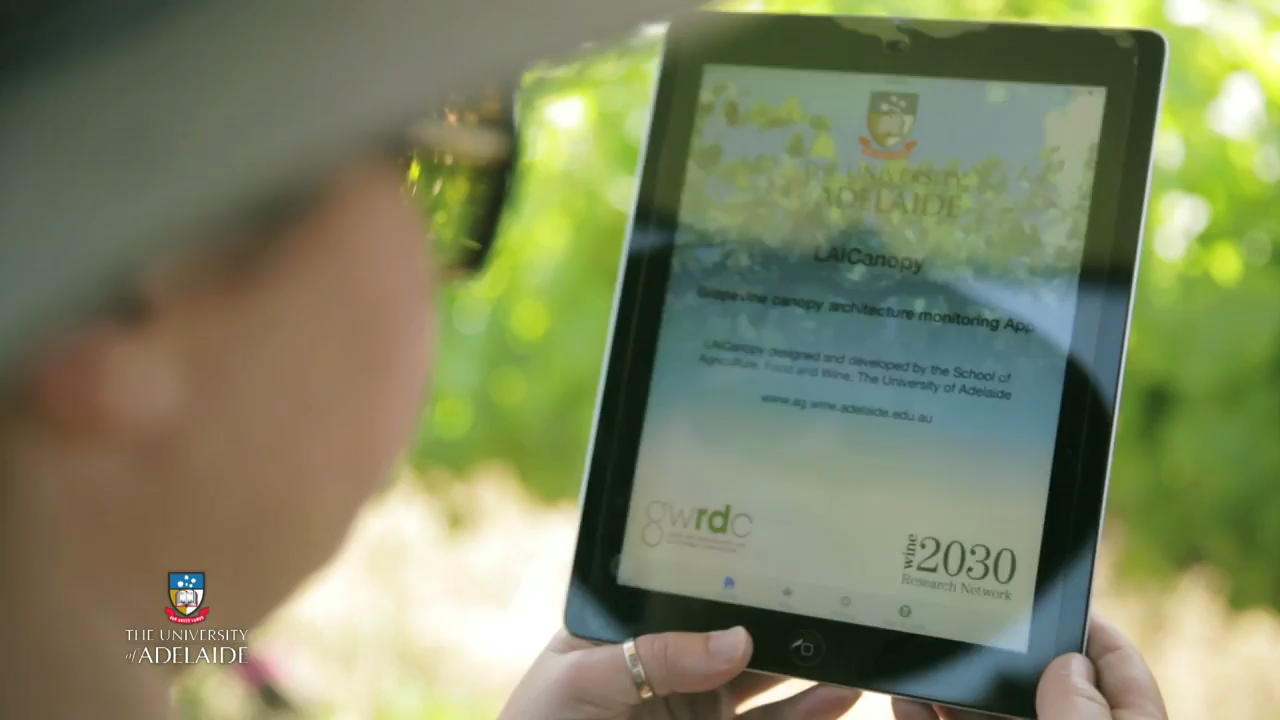 THE UNIVERSITY
ADELAIDE
LAICanopy
Grapevine canopy architecture monitoring App
LAICanopy designed and developed by the School of
Agriculture, Food and Wine, The University of Adelaide
www.ag.wine.adelaide.edu.au
gwrdc
wine 2030
Research Network
THE UNIVERSITY
of ADELAIDE